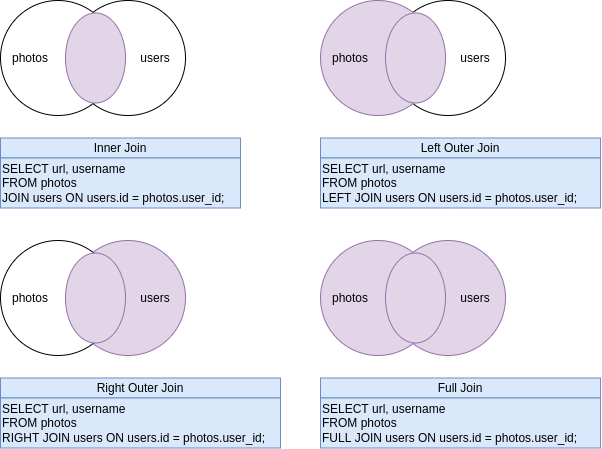 photos
users
photos
users
Inner Join
SELECT url, username
FROM photos
JOIN users ON users.id = photos.user_id;
Left Outer Join
SELECT url, username
FROM photos
LEFT JOIN users ON users.id = photos.user_id;
photos
users
photos
users
Right Outer Join
SELECT url, username
FROM photos
RIGHT JOIN users ON users.id = photos.user_id;
Full Join
SELECT url, username
FROM photos
FULL JOIN users ON users.id = photos.user_id;